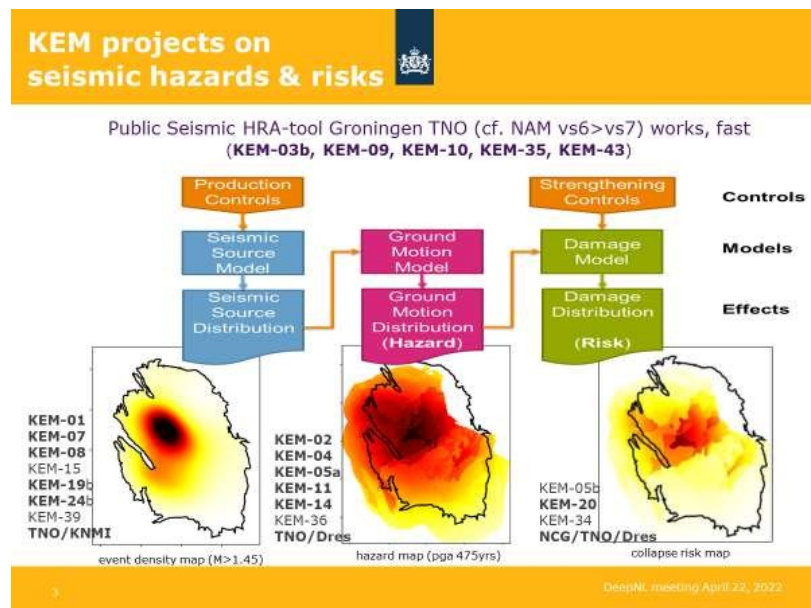 KEM projects on
seismic hazards & risks
Public Seismic HRA-tool Groningen TNO (cf. NAM vs6>vs7) works, fast
(KEM-03b, KEM-09, KEM-10, KEM-35, KEM-43)
Production
Controls
Strengthening
Controls
Controls
Seismic
Source
Model
Ground
Motion
Model
Damage
Model
Models
Seismic
Source
Distribution
Ground
Motion
Distribution
(Hazard)
Damage
Distribution
(Risk)
Effects
KEM-01
KEM-07
KEM-08
KEM-15
KEM-19b
KEM-24b
KEM-39
TNO/KNMI
event density map (M>1.45)
KEM-02
KEM-04
KEM-05a
KEM-11
KEM-14
KEM-36
TNO/Dres
hazard map (pga 475yrs)
KEM-05b
KEM-20
KEM-34
NCG/TNO/Dres
collapse risk map
3
DeepNL meeting April 22, 2022